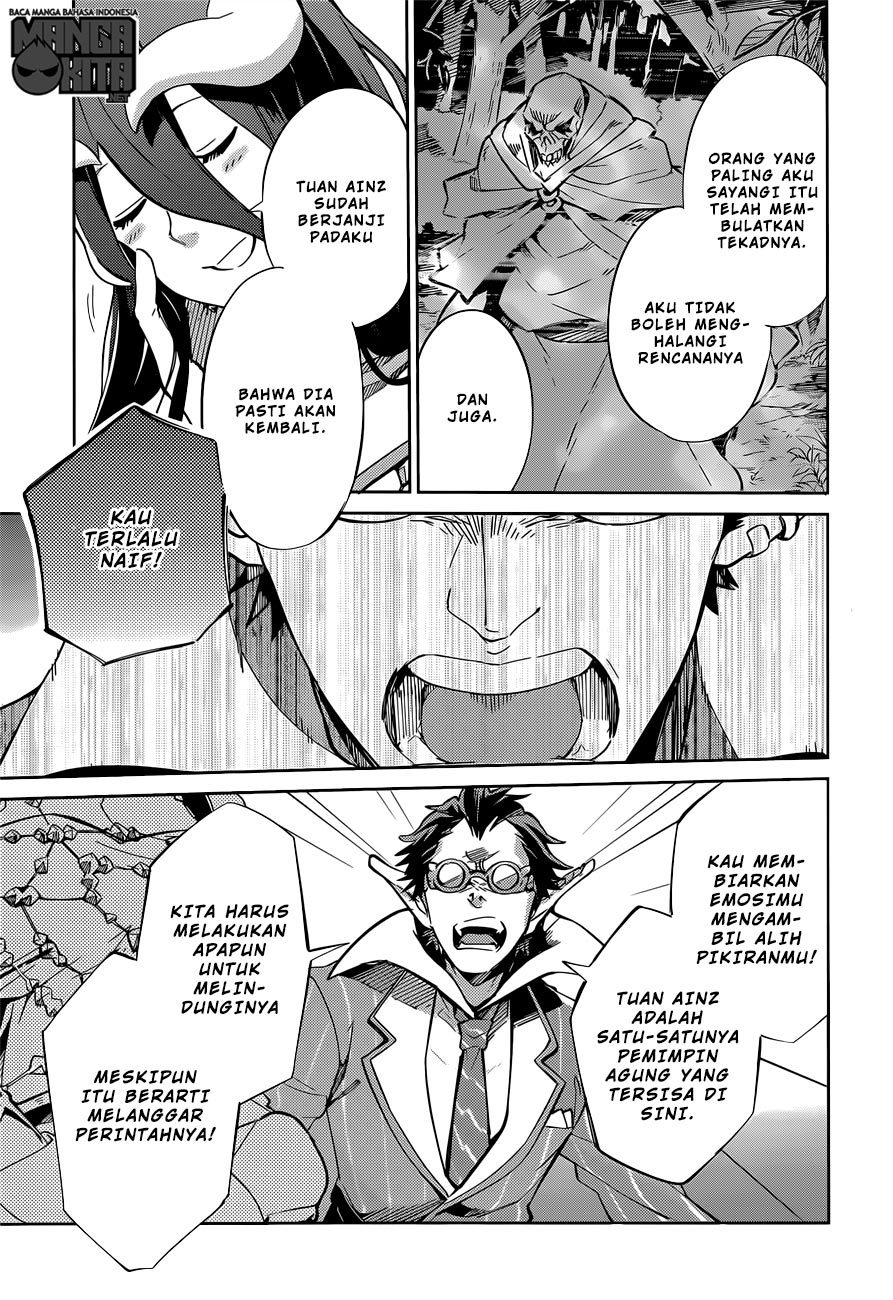 BACA MANGA BAHASA INDONESIA
MANGA
KITA
.NET
ORANG YANG
PALING AKU
SAYANGI ITU
TELAH MEM-
BULATKAN
TEKADNYA.
AKU TIDAK
BOLEH MENG-
HALANGI
RENCANANYA
DAN
JUGA.
TUAN AINZ
SUDAH
BERJANJI
PADAKU
BAHWA DIA
PASTI AKAN
KEMBALI.
KAU
TERLALU
NAIF!
KAU MEM-
BIARKAN
EMOSIMU
MENGAM-
BIL ALIH
PIKIRANMU!
TUAN AINZ
ADALAH
SATU-SATUNYA
PEMIMPIN
AGUNG YANG
TERSISA DI
SINI.
KITA HARUS
MELAKUKAN
APAPUN
UNTUK
MELIN-
DUNGINYA
MESKIPUN
ITU BERARTI
MELANGGAR
PERINTAHNYA!